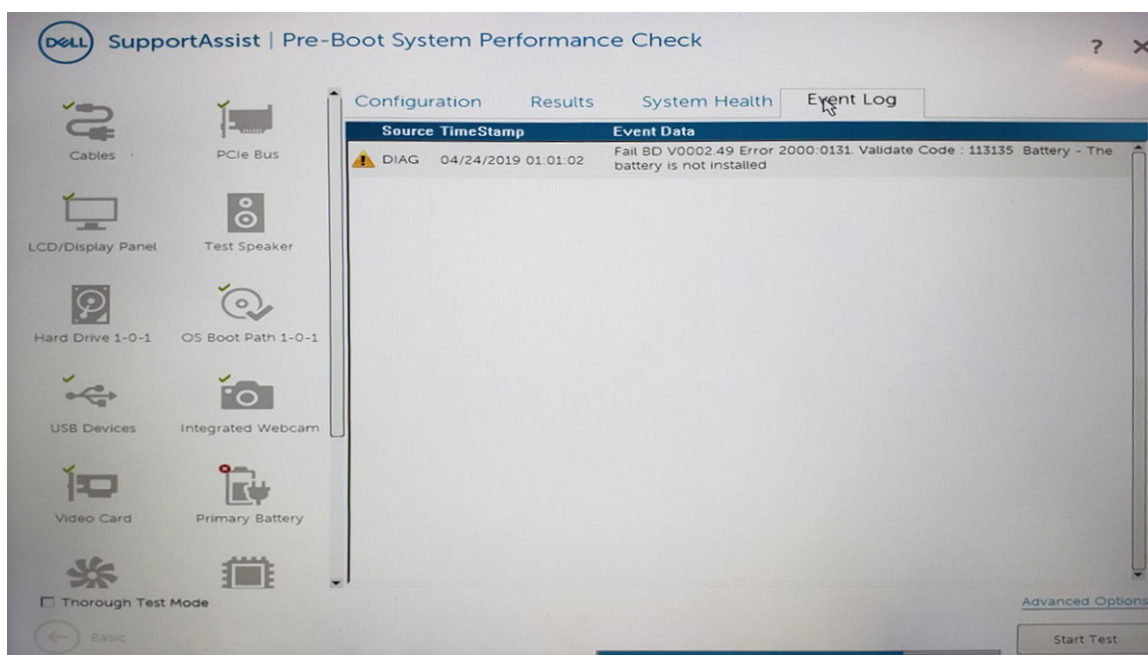 DELL SupportAssist | Pre-Boot System Performance Check
? X
Configuration Results System Health Event Log
Source TimeStamp Event Data
DIAG 04/24/2019 01:01:02 Fail BD V0002.49 Error 2000:0131. Validate Code : 113135 Battery - The
battery is not installed
Cables PCIe Bus
LCD/Display Panel Test Speaker
Hard Drive 1-0-1 OS Boot Path 1-0-1
USB Devices Integrated Webcam
Video Card Primary Battery
Thorough Test Mode
Advanced Options
Basic
Start Test